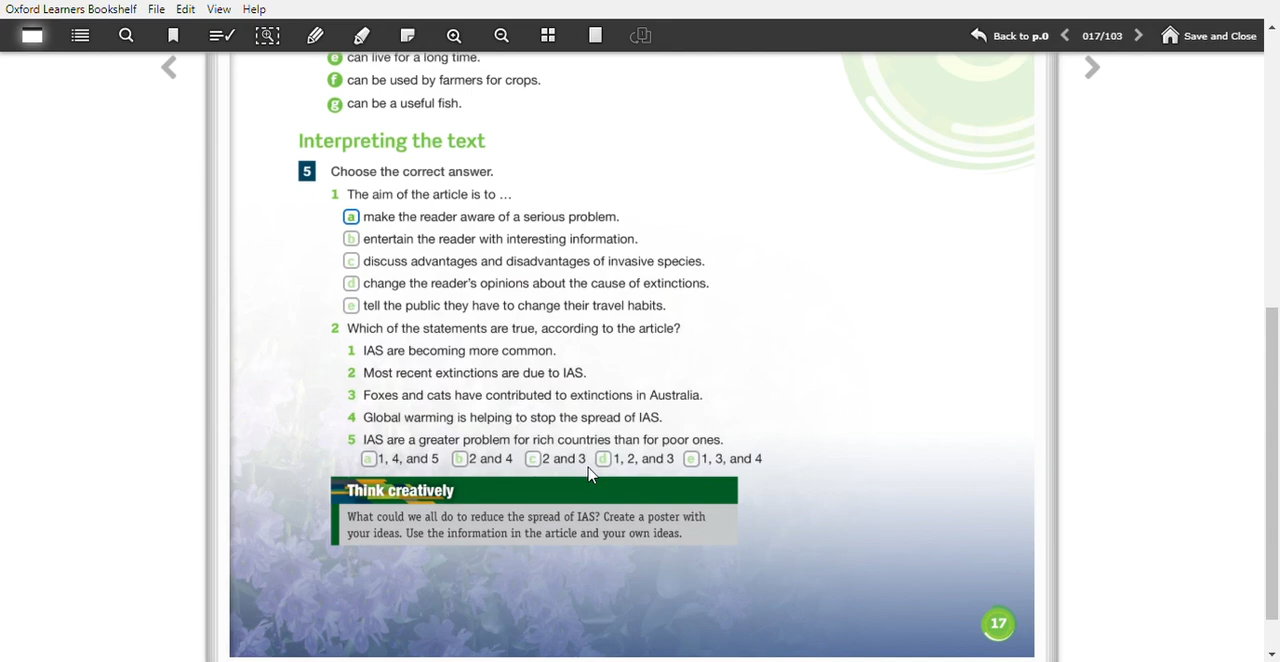 Oxford Learners Bookshelf File Edit View Help
Back to p.0 017/103 Save and Close
e can live for a long time.
f can be used by farmers for crops.
g can be a useful fish.
Interpreting the text
5 Choose the correct answer.
1 The aim of the article is to ...
a make the reader aware of a serious problem.
b entertain the reader with interesting information.
c discuss advantages and disadvantages of invasive species.
d change the reader's opinions about the cause of extinctions.
e tell the public they have to change their travel habits.
2 Which of the statements are true, according to the article?
1 IAS are becoming more common.
2 Most recent extinctions are due to IAS.
3 Foxes and cats have contributed to extinctions in Australia.
4 Global warming is helping to stop the spread of IAS.
5 IAS are a greater problem for rich countries than for poor ones.
a 1, 4, and 5 b 2 and 4 c 2 and 3 d 1, 2, and 3 e 1, 3, and 4
Think creatively
What could we all do to reduce the spread of IAS? Create a poster with
your ideas. Use the information in the article and your own ideas.
17